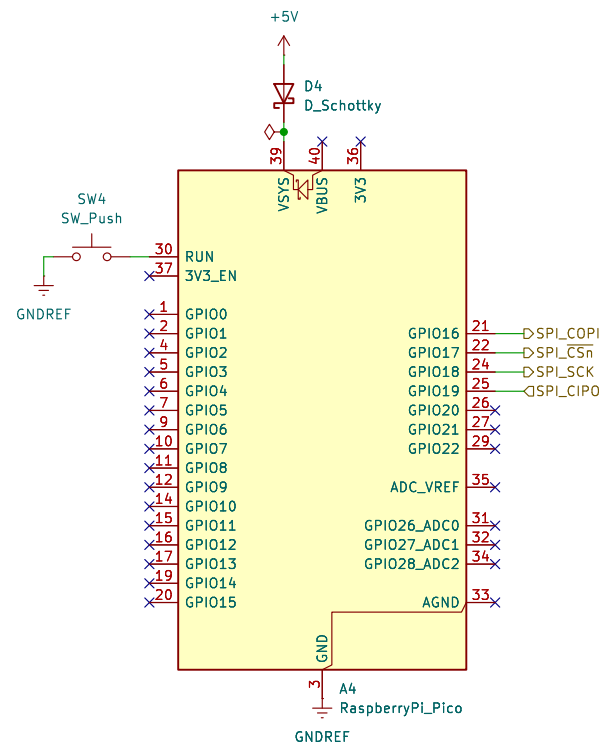 +5V
D4
D_Schottky
39
40
36
VSYS
VBUS
3V3
SW4
SW_Push
GNDREF
30 RUN
37 3V3_EN
1 GPIO0
2 GPIO1
4 GPIO2
5 GPIO3
6 GPIO4
7 GPIO5
9 GPIO6
10 GPIO7
11 GPIO8
12 GPIO9
14 GPIO10
15 GPIO11
16 GPIO12
17 GPIO13
19 GPIO14
20 GPIO15
GPIO16 21 SPI_COPI
GPIO17 22 SPI_CSn
GPIO18 24 SPI_SCK
GPIO19 25 SPI_CIPO
GPIO20 26
GPIO21 27
GPIO22 29
ADC_VREF 35
GPIO26_ADC0 31
GPIO27_ADC1 32
GPIO28_ADC2 34
AGND 33
GND
3
A4
RaspberryPi_Pico
GNDREF